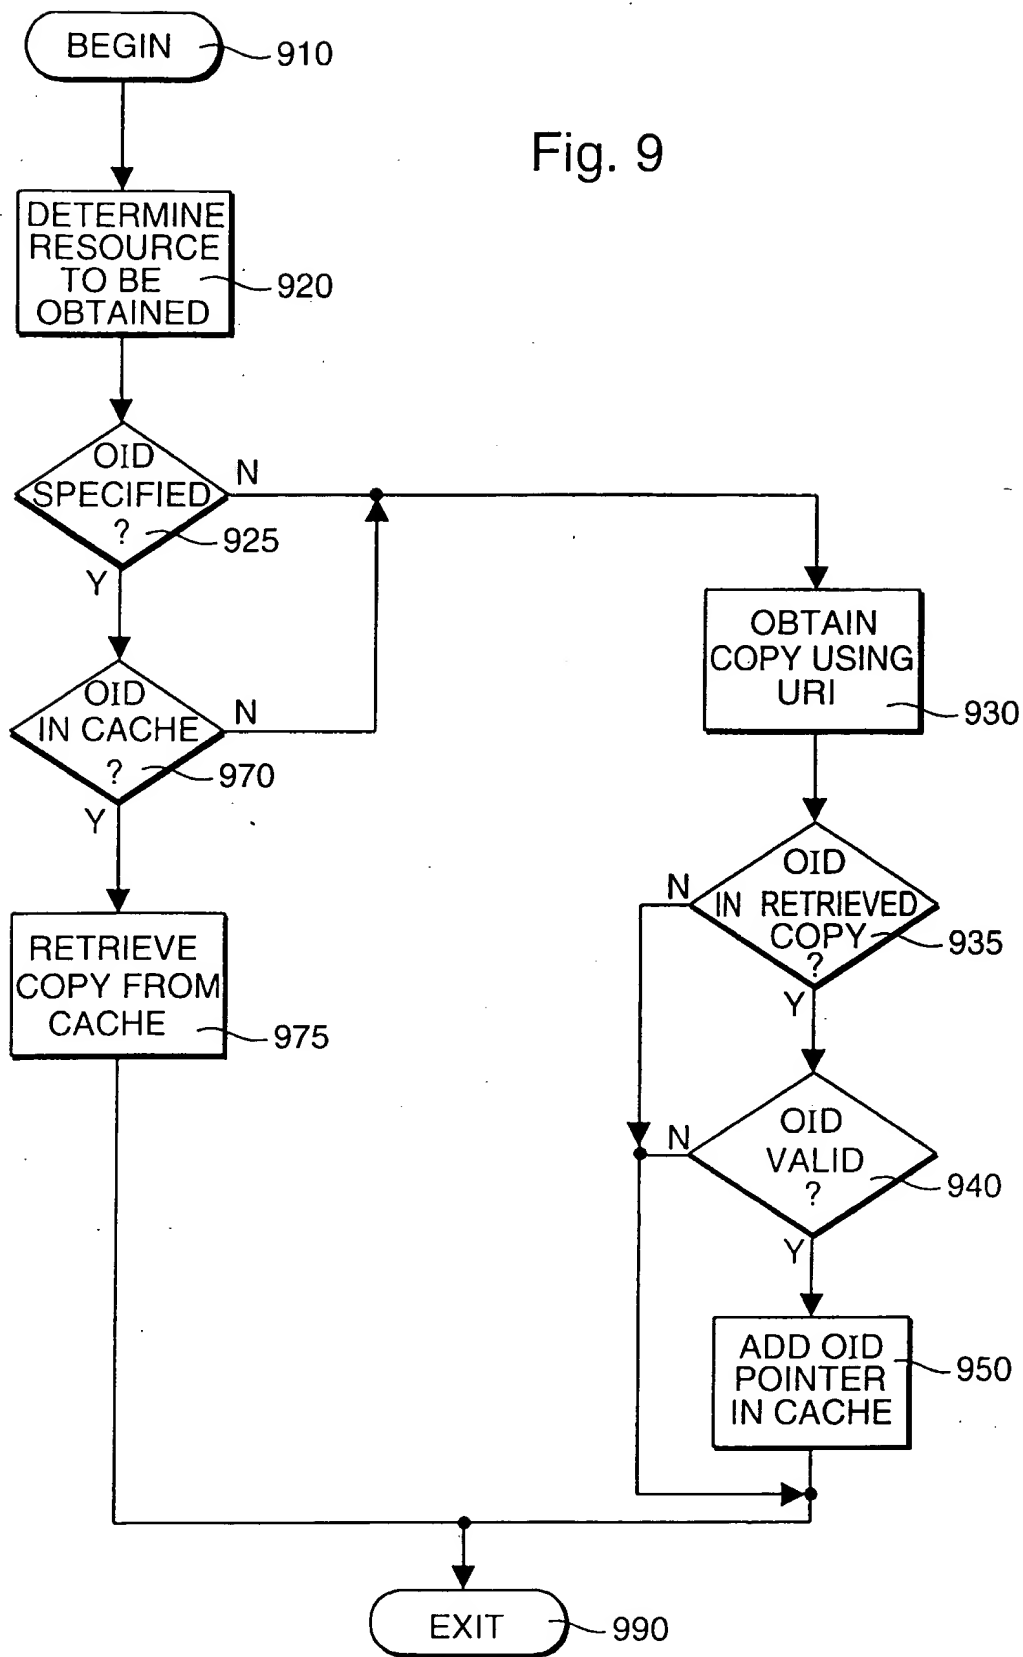 BEGIN
910
Fig. 9
DETERMINE
RESOURCE
TO BE
OBTAINED
920
OID
SPECIFIED
?
925
N
Y
OID
IN CACHE
?
970
N
Y
RETRIEVE
COPY FROM
CACHE
975
OBTAIN
COPY USING
URI
930
OID
IN RETRIEVED
COPY
?
935
N
Y
OID
VALID
?
940
N
Y
ADD OID
POINTER
IN CACHE
950
EXIT
990